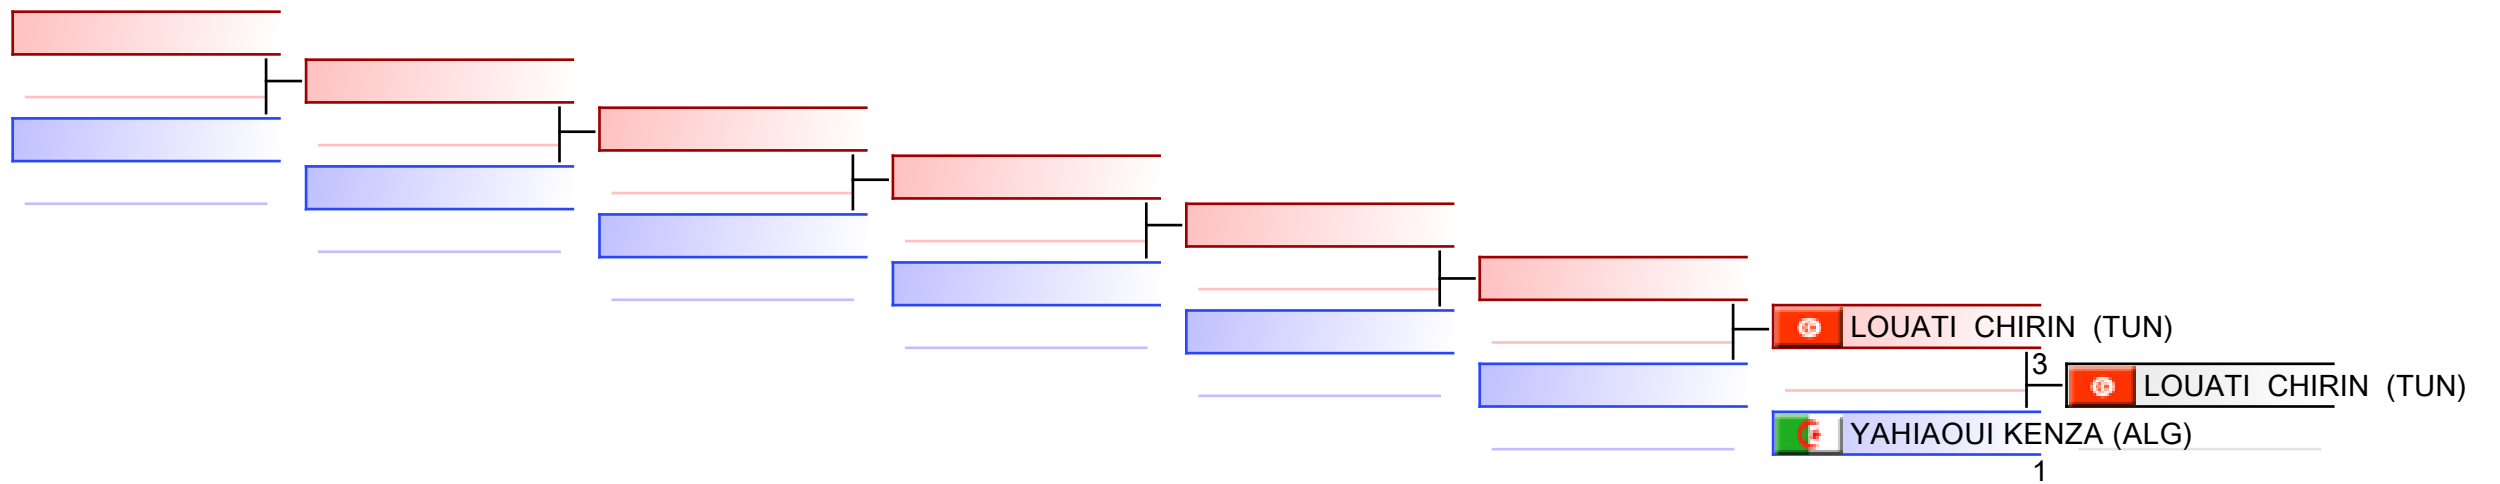 LOUATI CHIRIN (TUN)
3
LOUATI CHIRIN (TUN)
YAHIAOUI KENZA (ALG)
1